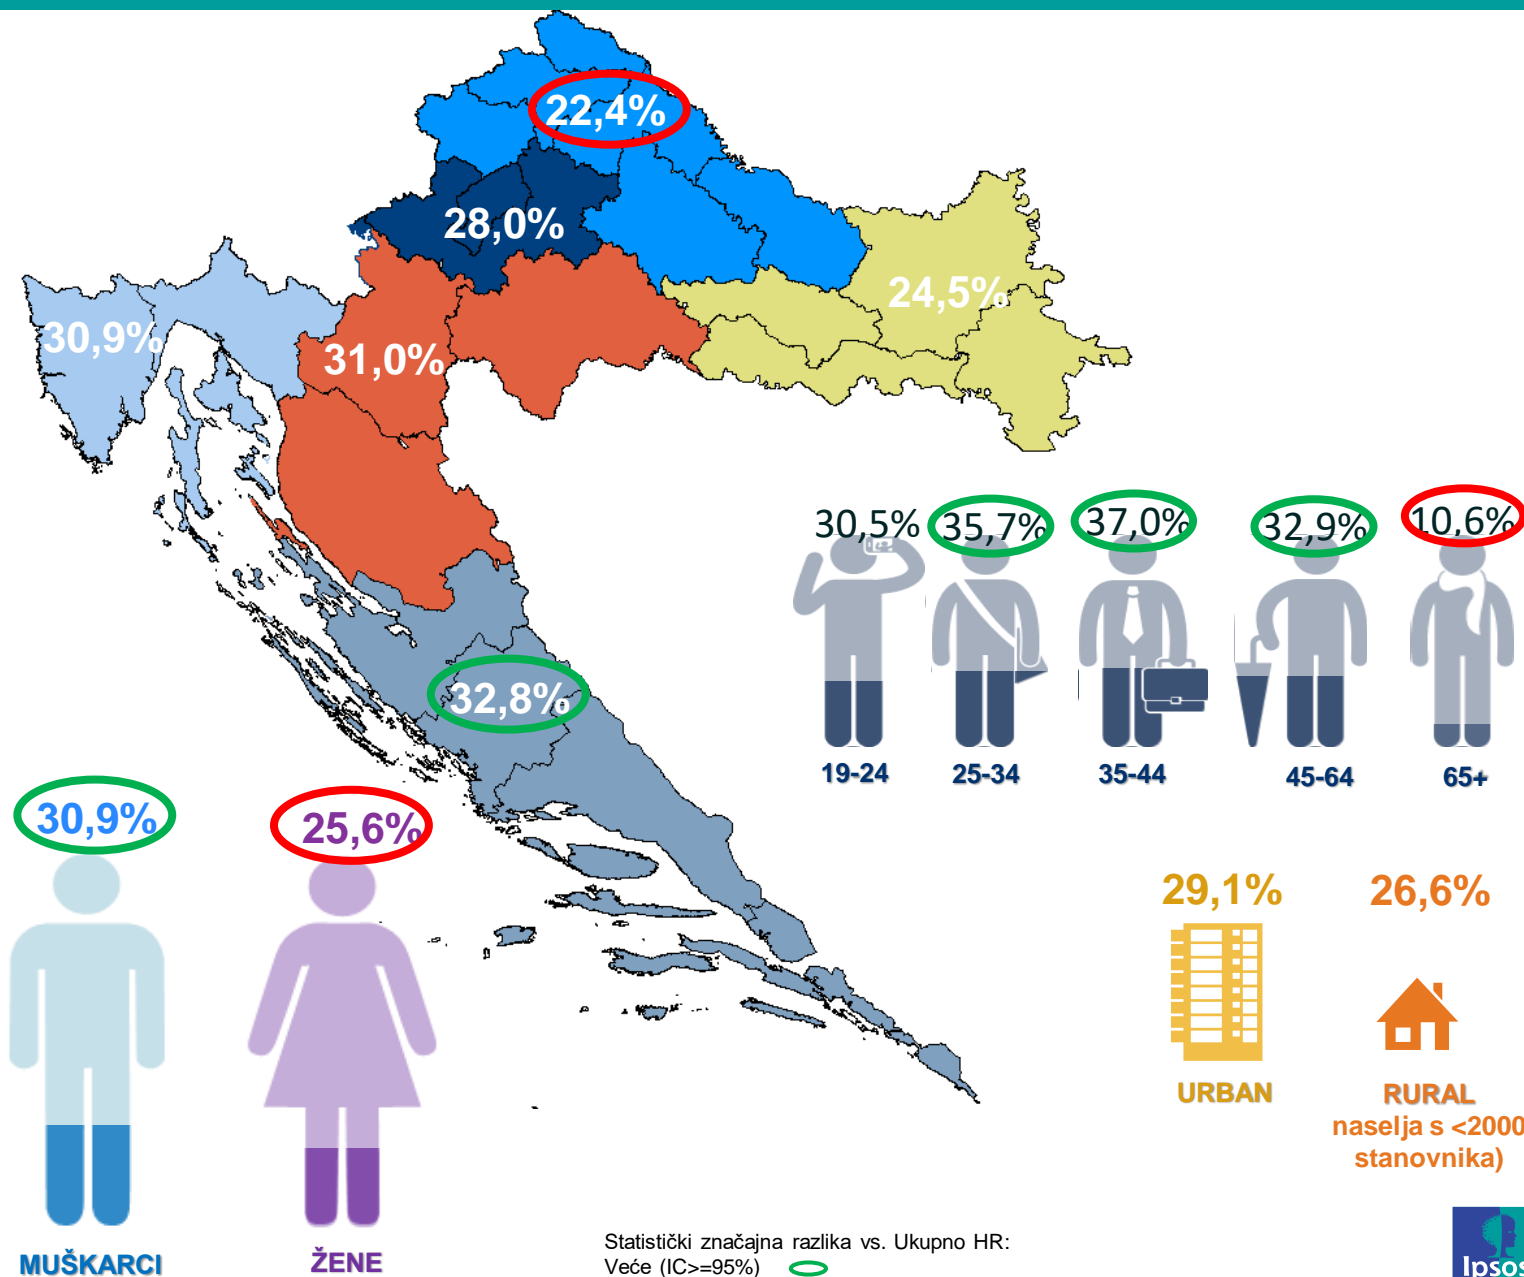 22,4%
28,0%
24,5%
30,9%
31,0%
32,8%
30,5%
35,7%
37,0%
32,9%
10,6%
19-24
25-34
35-44
45-64
65+
30,9%
25,6%
29,1%
26,6%
URBAN
RURAL
naselja s <2000
stanovnika)
MUŠKARCI
ŽENE
Statistički značajna razlika vs. Ukupno HR:
Veće (IC>=95%)
Ipsos